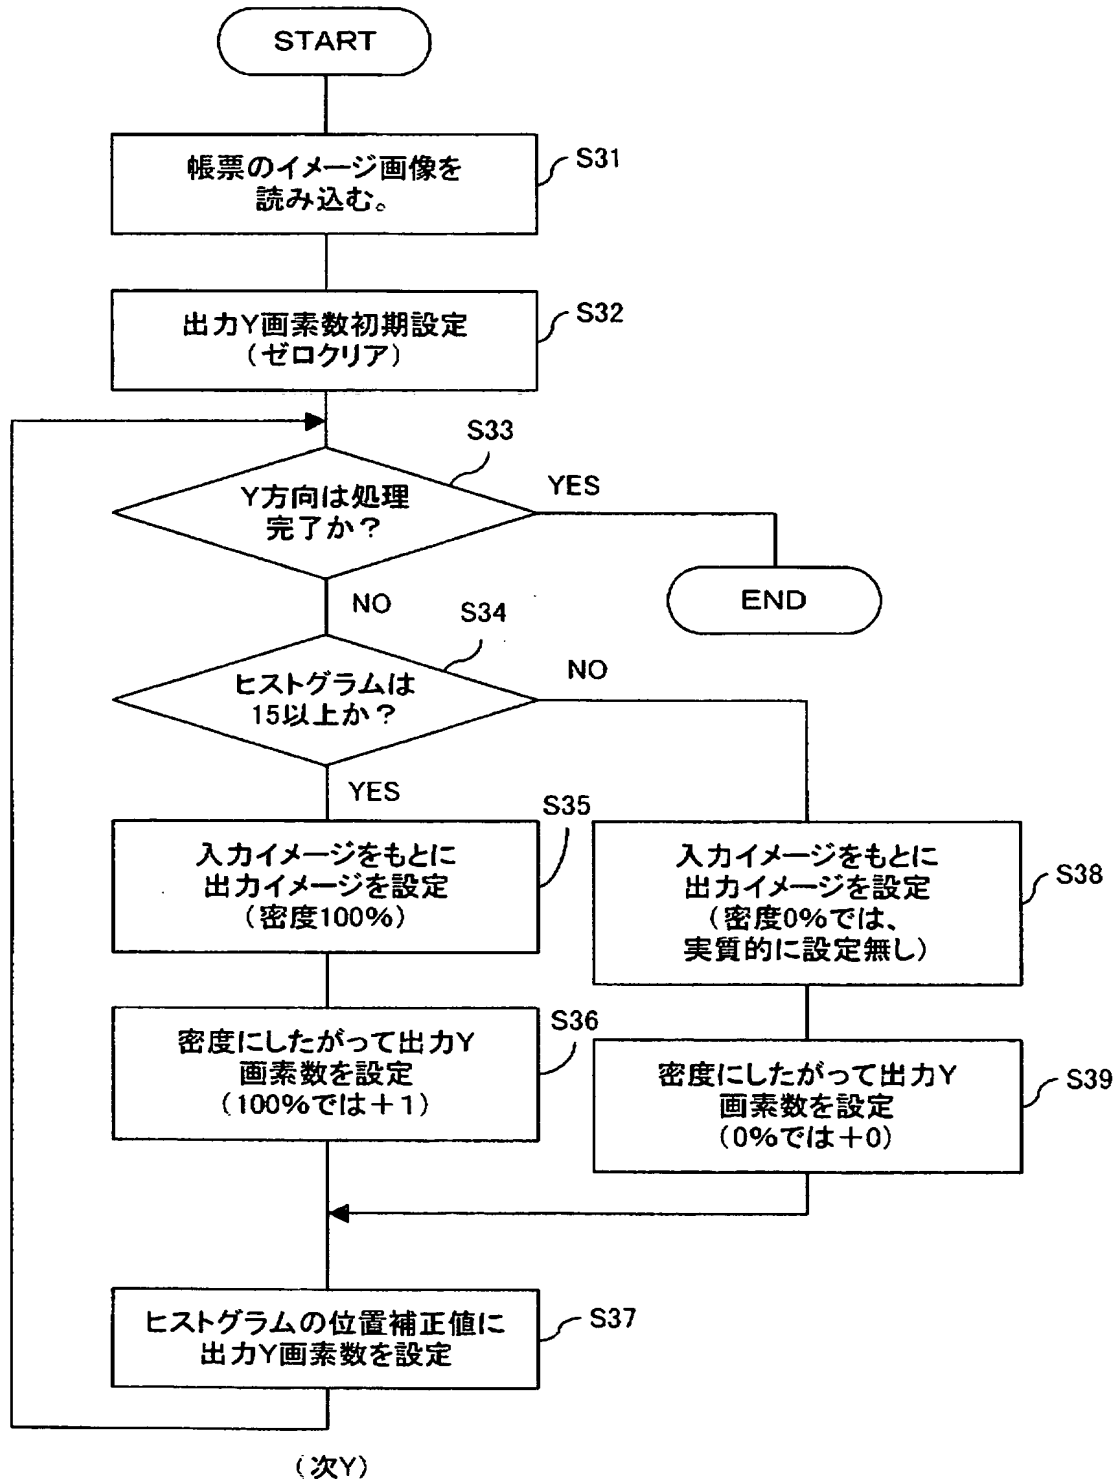 START
帳票のイメージ画像を
読み込む。
S31
出力Y画素数初期設定
(ゼロクリア)
S32
S33
Y方向は処理
完了か?
YES
END
NO
S34
ヒストグラムは
15以上か?
NO
YES
S35
入力イメージをもとに
出力イメージを設定
(密度100%)
入力イメージをもとに
出力イメージを設定
(密度0%では、
実質的に設定無し)
S38
S36
密度にしたがって出力Y
画素数を設定
(100%では+1)
密度にしたがって出力Y
画素数を設定
(0%では+0)
S39
ヒストグラムの位置補正値に
出力Y画素数を設定
S37
(次Y)